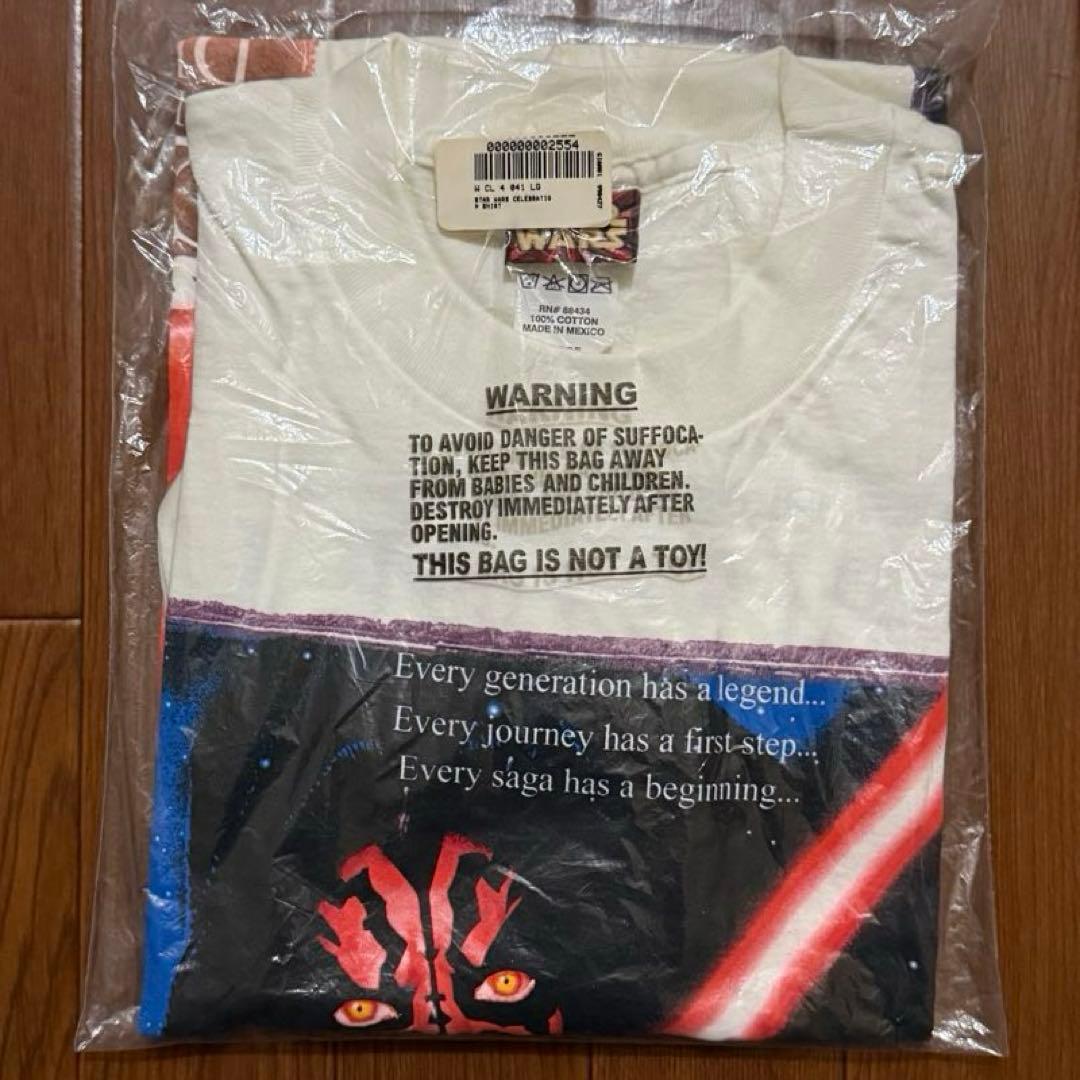 000000002554
W CL 4 041 LG
STAR WARS CELEBRATIO
WARS
RN# 88434
100% COTTON
MADE IN MEXICO
WARNING
TO AVOID DANGER OF SUFFOCA-
TION, KEEP THIS BAG AWAY
FROM BABIES AND CHILDREN.
DESTROY IMMEDIATELY AFTER
OPENING.
THIS BAG IS NOT A TOY!
Every generation has a legend...
Every journey has a first step...
Every saga has a beginning...